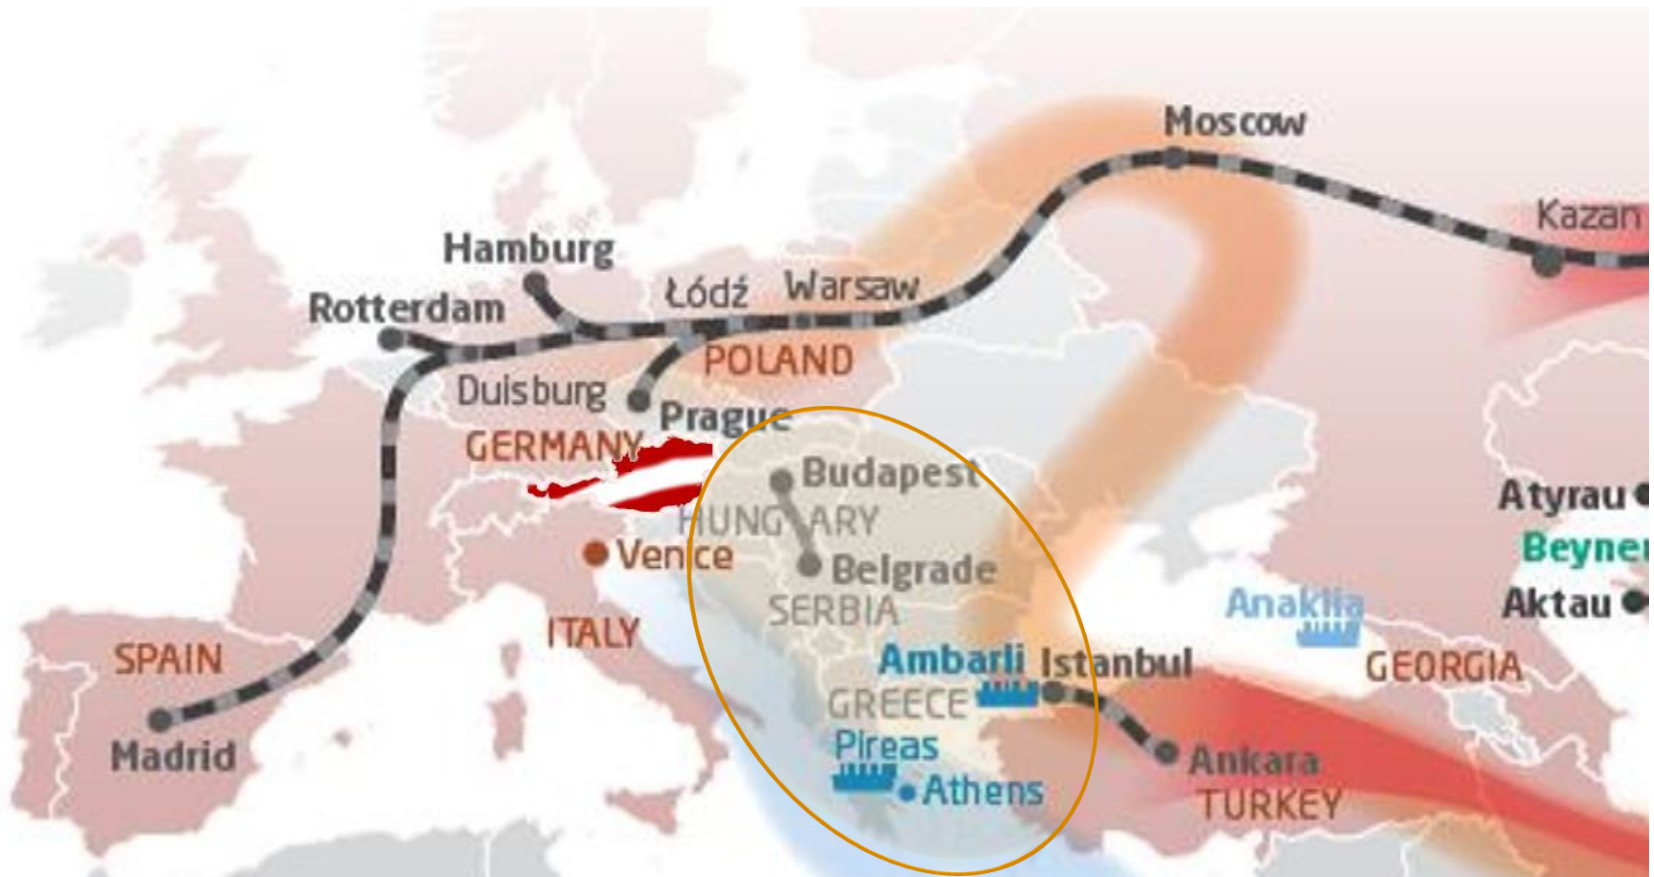 Moscow
Kazan
Hamburg
Łódź
Warsaw
Rotterdam
POLAND
Duisburg
Prague
GERMANY
Budapest
HUNGARY
Atyrau
Venice
Belgrade
SERBIA
Beyneu
Anaklia
Aktau
ITALY
SPAIN
Ambarli
Istanbul
GEORGIA
GREECE
Pireas
Madrid
Athens
Ankara
TURKEY